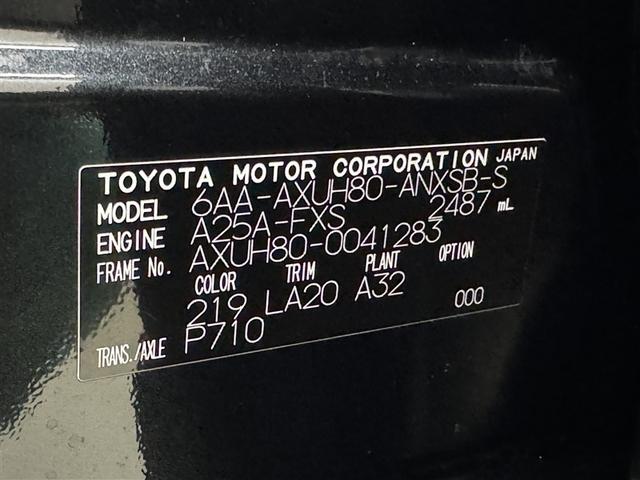 TOYOTA MOTOR CORPORATION JAPAN
MODEL 6AA-AXUH80-ANXSB-S
ENGINE A25A-FXS 2487 mL
FRAME No. AXUH80-0041283
COLOR TRIM PLANT OPTION
219 LA20 A32 000
TRANS./AXLE P710